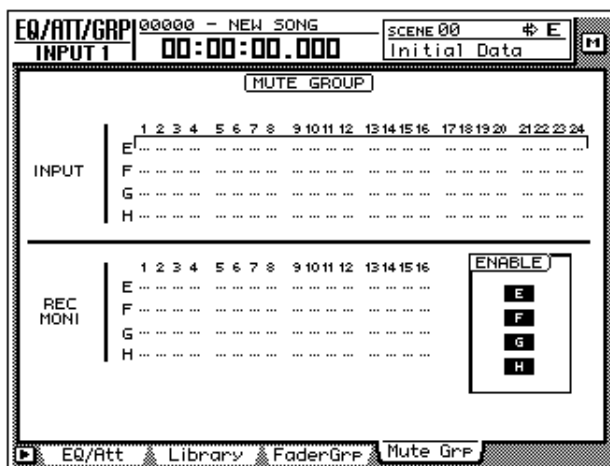 EQ/ATT/GRP 00000 - NEW SONG SCENE 00 E
INPUT 1 00:00:00.000 Initial Data M
MUTE GROUP
1 2 3 4 5 6 7 8 9 10 11 12 13 14 15 16 17 18 19 20 21 22 23 24
E
INPUT F
G
H
1 2 3 4 5 6 7 8 9 10 11 12 13 14 15 16 ENABLE
E E
REC F F
MONI G G
H H
EQ/Att Library FaderGrp Mute Grp